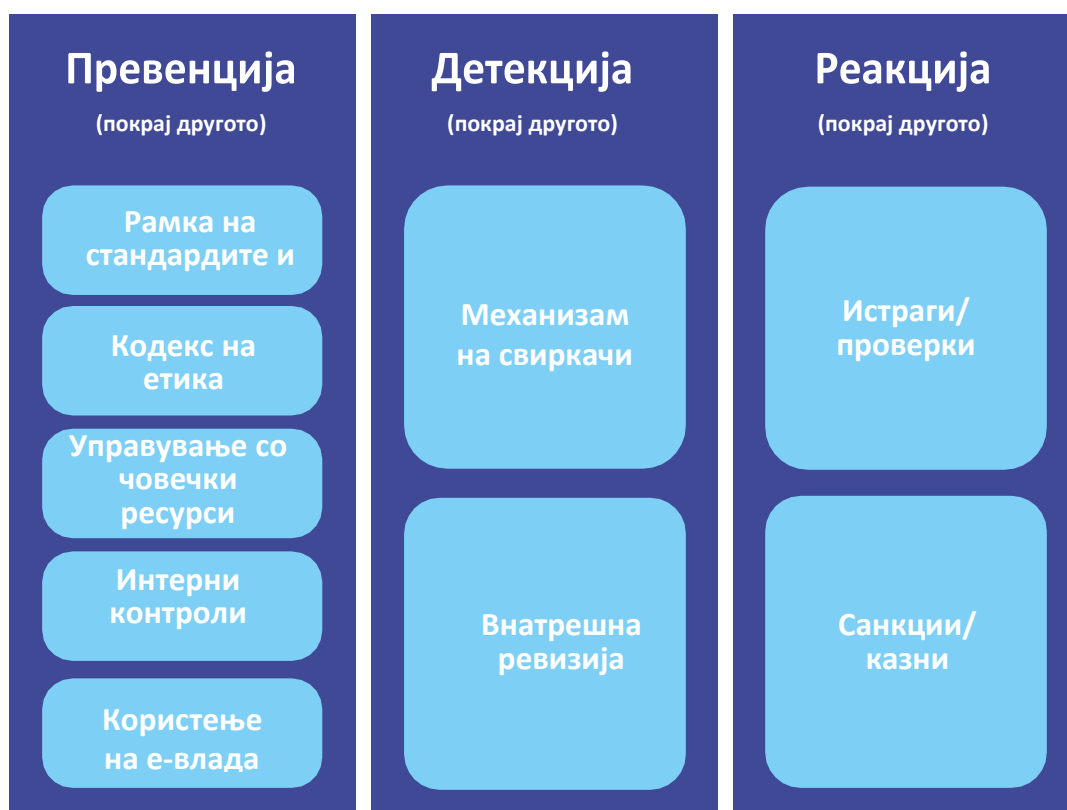 Превенција
(покрај другото)
Рамка на
стандардите и
Кодекс на
етика
Управување со
човечки
ресурси
Интерни
контроли
Користење
на е-влада
Детекција
(покрај другото)
Механизам
на свиркачи
Внатрешна
ревизија
Реакција
(покрај другото)
Истраги/
проверки
Санкции/
казни